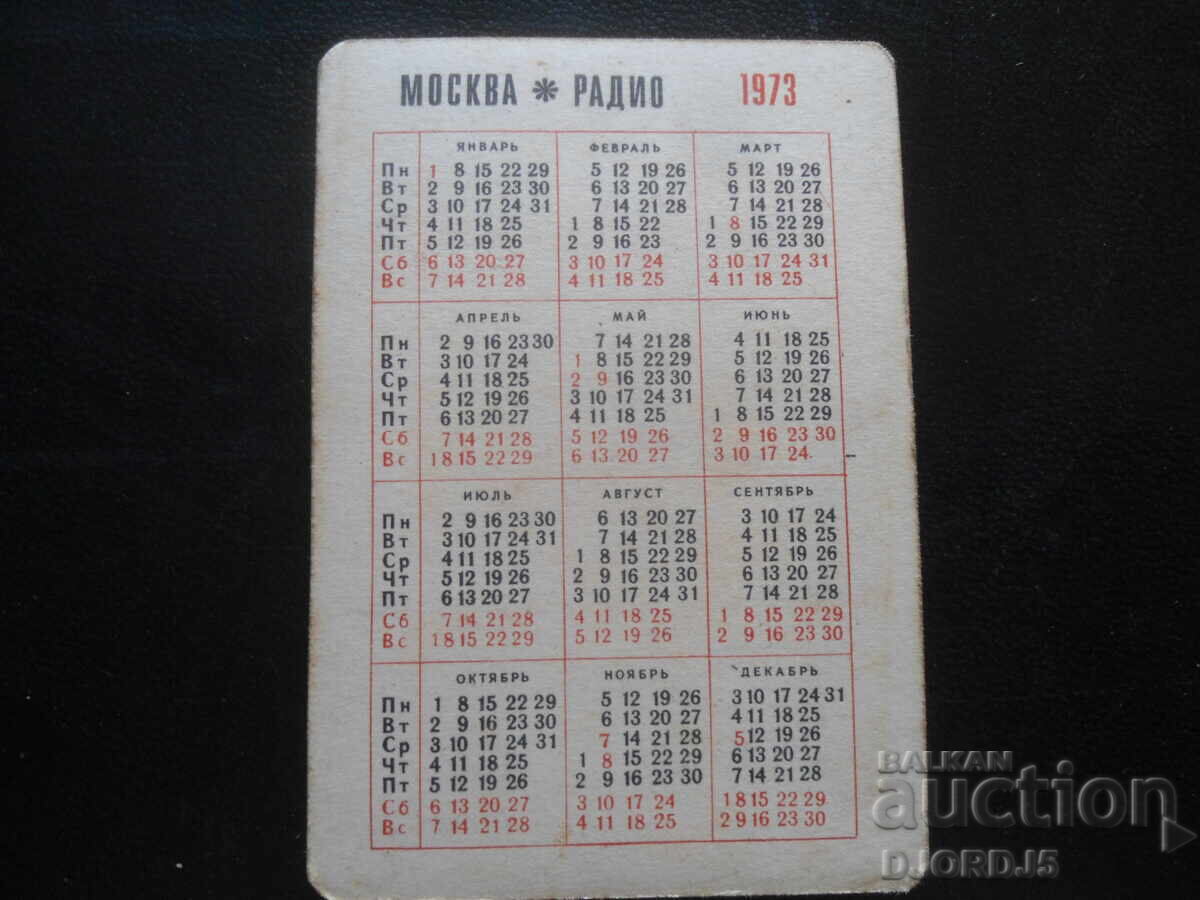 МОСКВА * РАДИО 1973
ЯНВАРЬ ФЕВРАЛЬ МАРТ
Пн 1 8 15 22 29 5 12 19 26 5 12 19 26
Вт 2 9 16 23 30 6 13 20 27 6 13 20 27
Ср 3 10 17 24 31 7 14 21 28 7 14 21 28
Чт 4 11 18 25 1 8 15 22 1 8 15 22 29
Пт 5 12 19 26 2 9 16 23 2 9 16 23 30
Сб 6 13 20 27 3 10 17 24 3 10 17 24 31
Вс 7 14 21 28 4 11 18 25 4 11 18 25
АПРЕЛЬ МАЙ ИЮНЬ
Пн 2 9 16 23 30 7 14 21 28 4 11 18 25
Вт 3 10 17 24 1 8 15 22 29 5 12 19 26
Ср 4 11 18 25 2 9 16 23 30 6 13 20 27
Чт 5 12 19 26 3 10 17 24 31 7 14 21 28
Пт 6 13 20 27 4 11 18 25 1 8 15 22 29
Сб 7 14 21 28 5 12 19 26 2 9 16 23 30
Вс 1 8 15 22 29 6 13 20 27 3 10 17 24
ИЮЛЬ АВГУСТ СЕНТЯБРЬ
Пн 2 9 16 23 30 6 13 20 27 3 10 17 24
Вт 3 10 17 24 31 7 14 21 28 4 11 18 25
Ср 4 11 18 25 1 8 15 22 29 5 12 19 26
Чт 5 12 19 26 2 9 16 23 30 6 13 20 27
Пт 6 13 20 27 3 10 17 24 31 7 14 21 28
Сб 7 14 21 28 4 11 18 25 1 8 15 22 29
Вс 1 8 15 22 29 5 12 19 26 2 9 16 23 30
ОКТЯБРЬ НОЯБРЬ ДЕКАБРЬ
Пн 1 8 15 22 29 5 12 19 26 3 10 17 24 31
Вт 2 9 16 23 30 6 13 20 27 4 11 18 25
Ср 3 10 17 24 31 7 14 21 28 5 12 19 26
Чт 4 11 18 25 1 8 15 22 29 6 13 20 27
Пт 5 12 19 26 2 9 16 23 30 7 14 21 28
Сб 6 13 20 27 3 10 17 24 1 8 15 22 29
Вс 7 14 21 28 4 11 18 25 2 9 16 23 30
BALKAN
auction
DJORDJ5